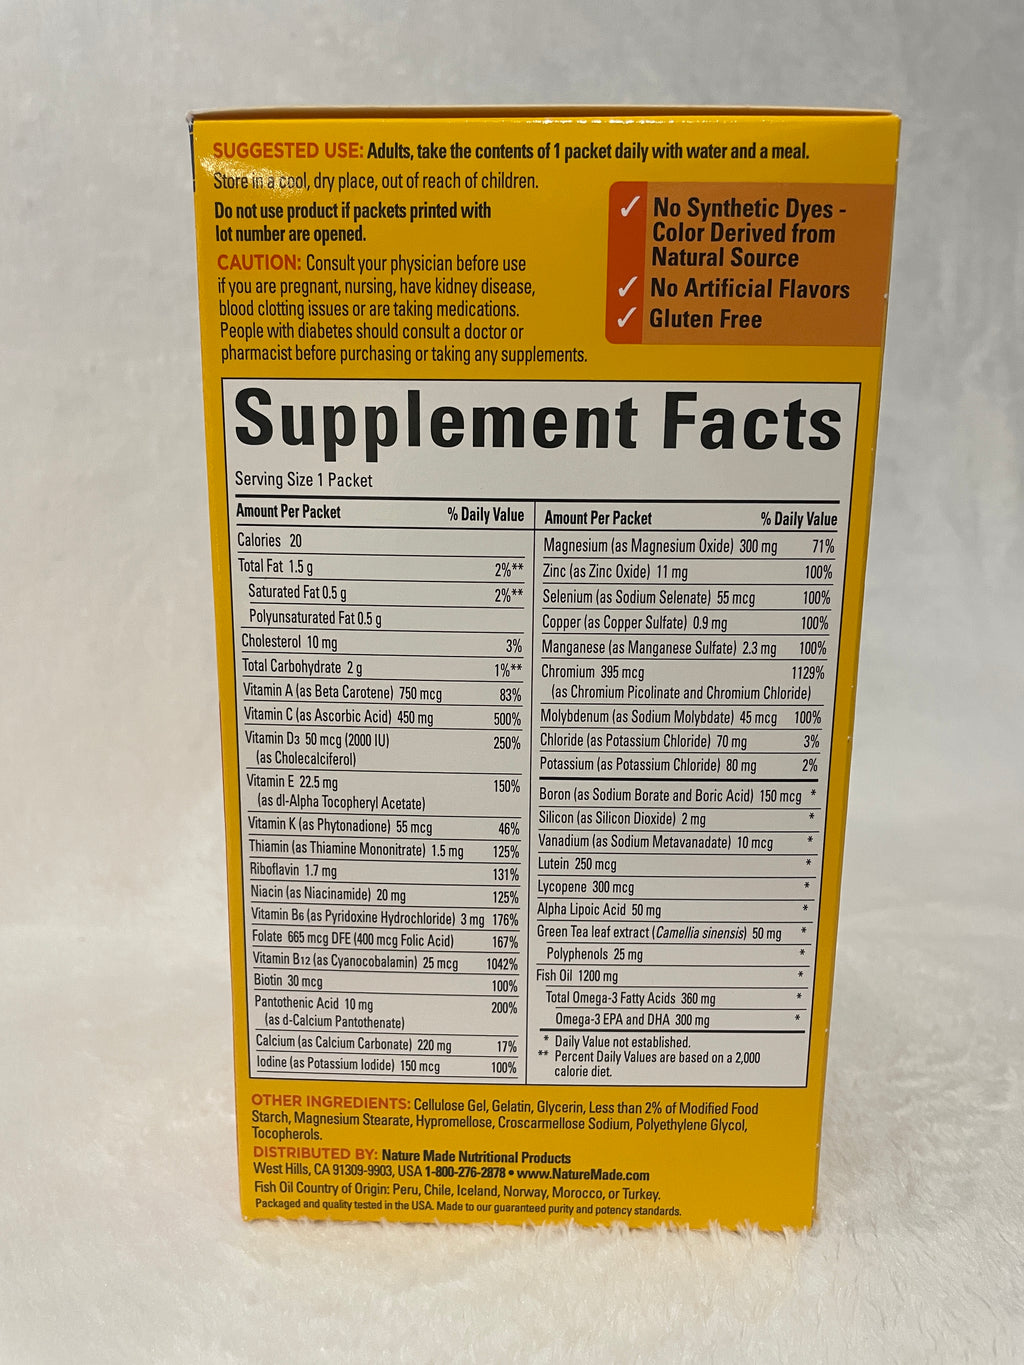 SUGGESTED USE: Adults, take the contents of 1 packet daily with water and a meal.
Store in a cool, dry place, out of reach of children.
Do not use product if packets printed with
lot number are opened.
CAUTION: Consult your physician before use
if you are pregnant, nursing, have kidney disease,
blood clotting issues or are taking medications.
People with diabetes should consult a doctor or
pharmacist before purchasing or taking any supplements.
✓ No Synthetic Dyes -
Color Derived from
Natural Source
✓ No Artificial Flavors
✓ Gluten Free
Supplement Facts
Serving Size 1 Packet
Amount Per Packet % Daily Value
Calories 20
Total Fat 1.5 g 2%**
Saturated Fat 0.5 g 2%**
Polyunsaturated Fat 0.5 g
Cholesterol 10 mg 3%
Total Carbohydrate 2 g 1%**
Vitamin A (as Beta Carotene) 750 mcg 83%
Vitamin C (as Ascorbic Acid) 450 mg 500%
Vitamin D3 50 mcg (2000 IU) 250%
(as Cholecalciferol)
Vitamin E 22.5 mg 150%
(as dl-Alpha Tocopheryl Acetate)
Vitamin K (as Phytonadione) 55 mcg 46%
Thiamin (as Thiamine Mononitrate) 1.5 mg 125%
Riboflavin 1.7 mg 131%
Niacin (as Niacinamide) 20 mg 125%
Vitamin B6 (as Pyridoxine Hydrochloride) 3 mg 176%
Folate 665 mcg DFE (400 mcg Folic Acid) 167%
Vitamin B12 (as Cyanocobalamin) 25 mcg 1042%
Biotin 30 mcg 100%
Pantothenic Acid 10 mg 200%
(as d-Calcium Pantothenate)
Calcium (as Calcium Carbonate) 220 mg 17%
Iodine (as Potassium Iodide) 150 mcg 100%
Amount Per Packet % Daily Value
Magnesium (as Magnesium Oxide) 300 mg 71%
Zinc (as Zinc Oxide) 11 mg 100%
Selenium (as Sodium Selenate) 55 mcg 100%
Copper (as Copper Sulfate) 0.9 mg 100%
Manganese (as Manganese Sulfate) 2.3 mg 100%
Chromium 395 mcg 1129%
(as Chromium Picolinate and Chromium Chloride)
Molybdenum (as Sodium Molybdate) 45 mcg 100%
Chloride (as Potassium Chloride) 70 mg 3%
Potassium (as Potassium Chloride) 80 mg 2%
Boron (as Sodium Borate and Boric Acid) 150 mcg *
Silicon (as Silicon Dioxide) 2 mg *
Vanadium (as Sodium Metavanadate) 10 mcg *
Lutein 250 mcg *
Lycopene 300 mcg *
Alpha Lipoic Acid 50 mg *
Green Tea leaf extract (Camellia sinensis) 50 mg *
Polyphenols 25 mg *
Fish Oil 1200 mg *
Total Omega-3 Fatty Acids 360 mg *
Omega-3 EPA and DHA 300 mg *
* Daily Value not established.
** Percent Daily Values are based on a 2,000
calorie diet.
OTHER INGREDIENTS: Cellulose Gel, Gelatin, Glycerin, Less than 2% of Modified Food
Starch, Magnesium Stearate, Hypromellose, Croscarmellose Sodium, Polyethylene Glycol,
Tocopherols.
DISTRIBUTED BY: Nature Made Nutritional Products
West Hills, CA 91309-9903, USA 1-800-276-2878 • www.NatureMade.com
Fish Oil Country of Origin: Peru, Chile, Iceland, Norway, Morocco, or Turkey.
Packaged and quality tested in the USA. Made to our guaranteed purity and potency standards.